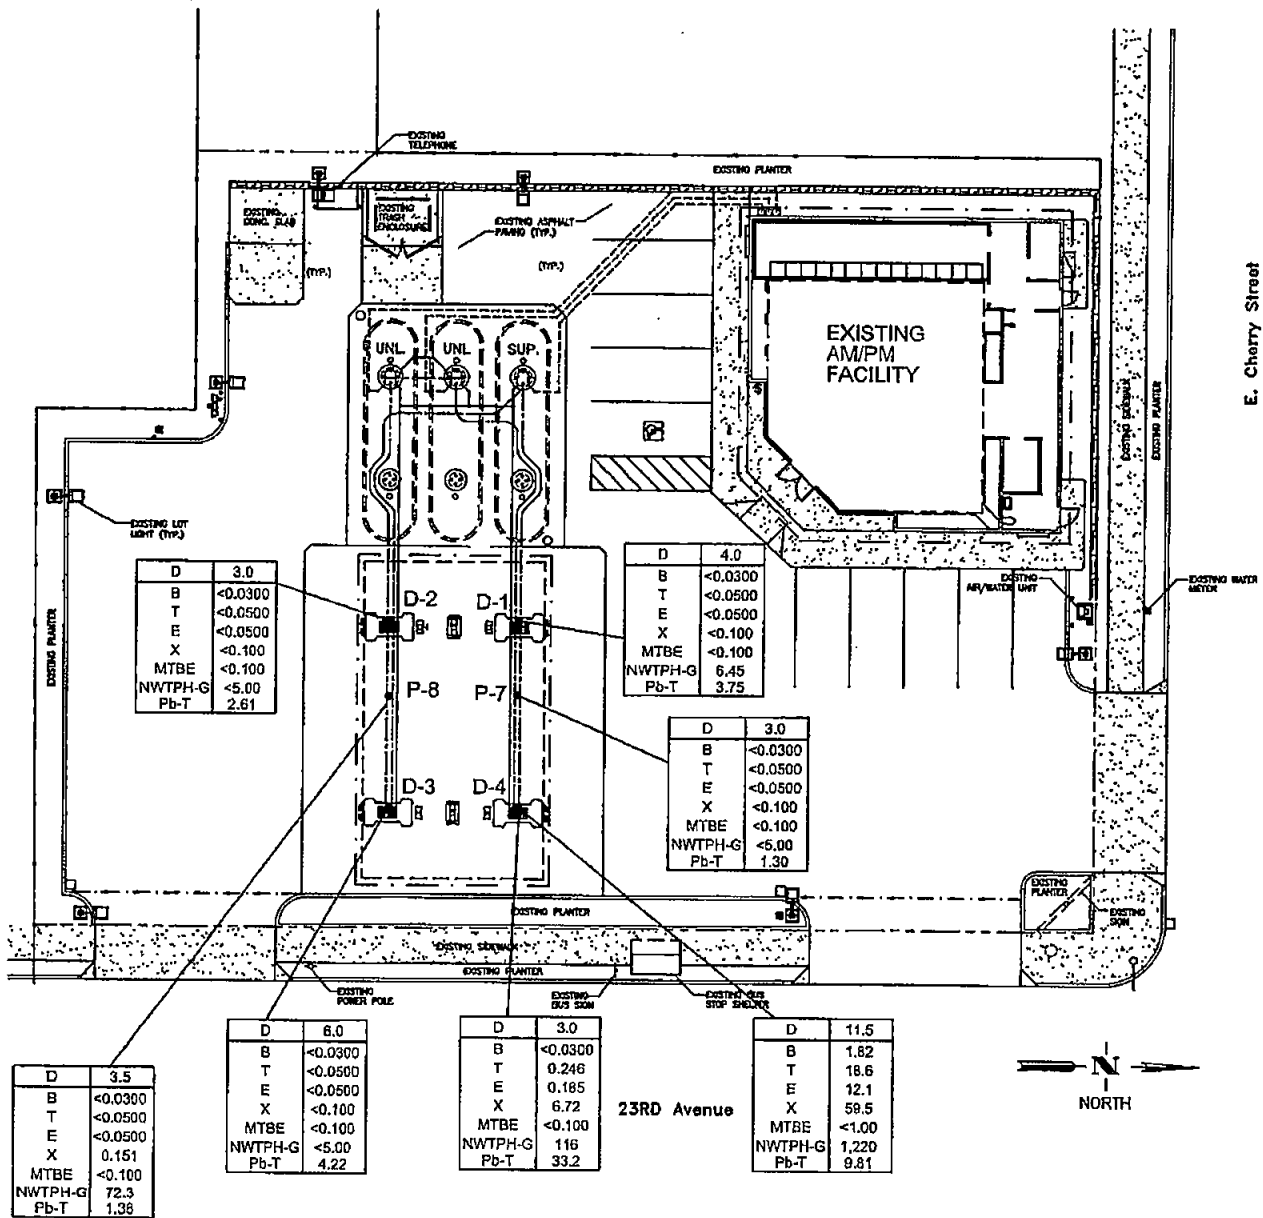 EXISTING
TELEPHONE
EXISTING PLANTER
EXISTING
CONC. SLAB
EXISTING
TRASH
ENCLOSURE
EXISTING ASPHALT
PAVING (TYP.)
(TYP.)
(TYP.)
E. Cherry Street
UNL.
UNL
SUP.
EXISTING
AM/PM
FACILITY
EXISTING SIDEWALK
EXISTING PLANTER
EXISTING LOT
LIGHT (TYP.)
EXISTING
AIR/WATER UNIT
EXISTING WATER
METER
EXISTING PLANTER
D 3.0
B <0.0300
T <0.0500
E <0.0500
X <0.100
MTBE <0.100
NWTPH-G <5.00
Pb-T 2.61
D-2
D-1
D 4.0
B <0.0300
T <0.0500
E <0.0500
X <0.100
MTBE <0.100
NWTPH-G 6.45
Pb-T 3.75
P-8
P-7
D 3.0
B <0.0300
T <0.0500
E <0.0500
X <0.100
MTBE <0.100
NWTPH-G <5.00
Pb-T 1.30
D-3
D-4
EXISTING PLANTER
EXISTING
PLANTER
EXISTING
SIGN
EXISTING SIDEWALK
EXISTING PLANTER
EXISTING
POWER POLE
EXISTING
BUS SIGN
EXISTING BUS
STOP SHELTER
D 3.5
B <0.0300
T <0.0500
E <0.0500
X 0.151
MTBE <0.100
NWTPH-G 72.3
Pb-T 1.38
D 6.0
B <0.0300
T <0.0500
E <0.0500
X <0.100
MTBE <0.100
NWTPH-G <5.00
Pb-T 4.22
D 3.0
B <0.0300
T 0.246
E 0.185
X 6.72
MTBE <0.100
NWTPH-G 116
Pb-T 33.2
23RD Avenue
D 11.5
B 1.82
T 18.6
E 12.1
X 59.5
MTBE <1.00
NWTPH-G 1,220
Pb-T 9.81
N
NORTH